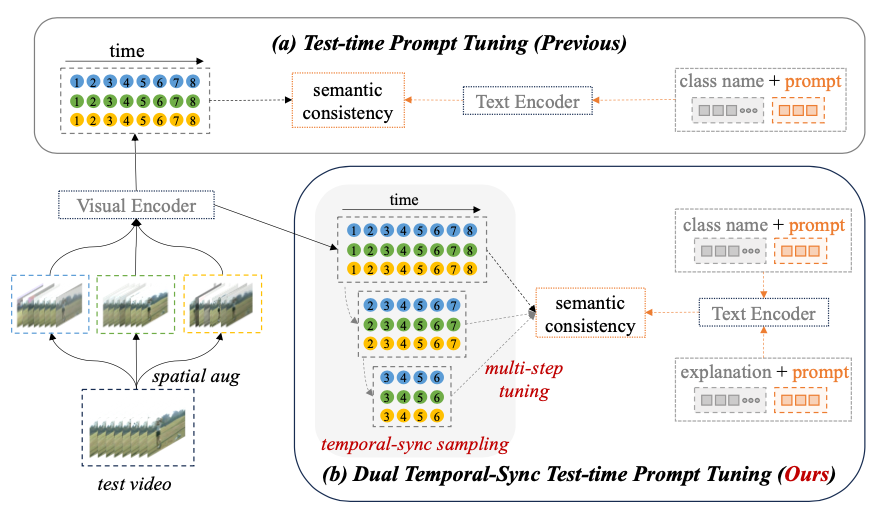 (a) Test-time Prompt Tuning (Previous)
time
1 2 3 4 5 6 7 8
1 2 3 4 5 6 7 8
1 2 3 4 5 6 7 8
semantic
consistency
Text Encoder
class name + prompt
Visual Encoder
spatial aug
test video
time
1 2 3 4 5 6 7 8
1 2 3 4 5 6 7 8
1 2 3 4 5 6 7 8
2 3 4 5 6 7
2 3 4 5 6 7
2 3 4 5 6 7
3 4 5 6
3 4 5 6
3 4 5 6
temporal-sync sampling
multi-step
tuning
semantic
consistency
class name + prompt
Text Encoder
explanation + prompt
(b) Dual Temporal-Sync Test-time Prompt Tuning (Ours)